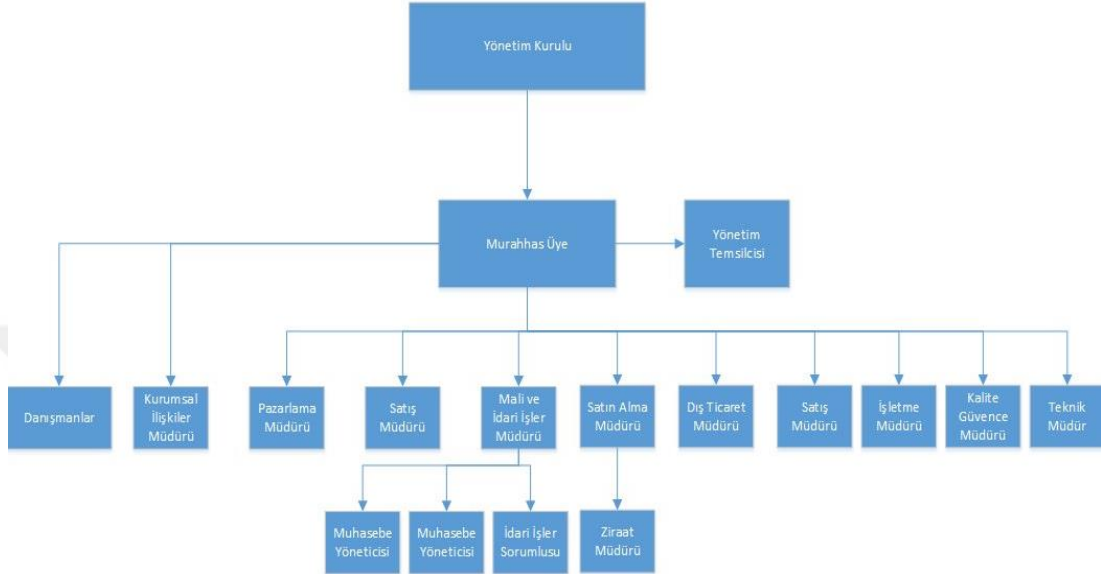 Yönetim Kurulu
Murahhas Üye
Yönetim
Temsilcisi
Danışmanlar
Kurumsal
İlişkiler
Müdürü
Pazarlama
Müdürü
Satış
Müdürü
Mali ve
İdari İşler
Müdürü
Satın Alma
Müdürü
Dış Ticaret
Müdürü
Satış
Müdürü
İşletme
Müdürü
Kalite
Güvence
Müdürü
Teknik
Müdür
Muhasebe
Yöneticisi
Muhasebe
Yöneticisi
İdari İşler
Sorumlusu
Ziraat
Müdürü